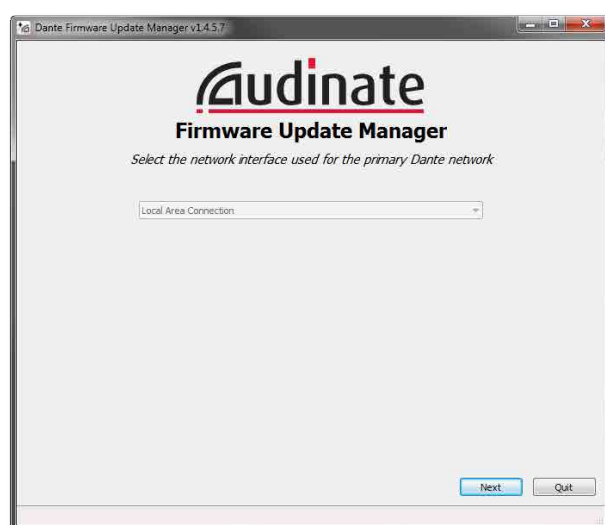 Dante Firmware Update Manager v1.4.5.7
Audinate
Firmware Update Manager
Select the network interface used for the primary Dante network
Local Area Connection
Next
Quit